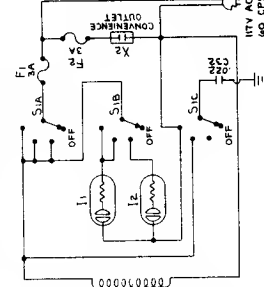 117V AC
60 CPS
F1
3A
F2
3A
CONVENIENCE
OUTLET
X2
S1A
OFF
S1B
OFF
I1
I2
S1C
OFF
C32
.022